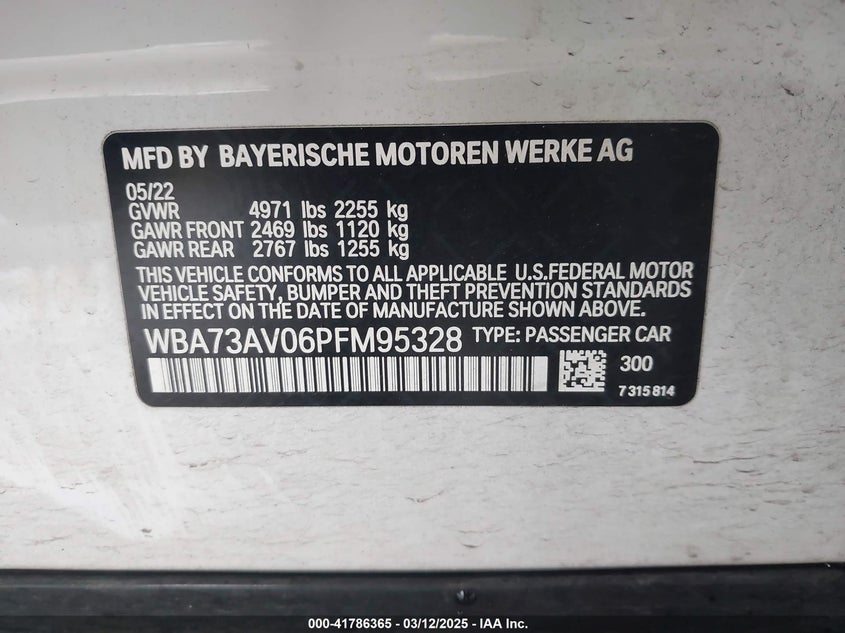 MFD BY BAYERISCHE MOTOREN WERKE AG
05/22
GVWR 4971 lbs 2255 kg
GAWR FRONT 2469 lbs 1120 kg
GAWR REAR 2767 lbs 1255 kg
THIS VEHICLE CONFORMS TO ALL APPLICABLE U.S.FEDERAL MOTOR
VEHICLE SAFETY, BUMPER AND THEFT PREVENTION STANDARDS
IN EFFECT ON THE DATE OF MANUFACTURE SHOWN ABOVE.
WBA73AV06PFM95328 TYPE: PASSENGER CAR
300
7 315 814
000-41786365 - 03/12/2025 - IAA Inc.